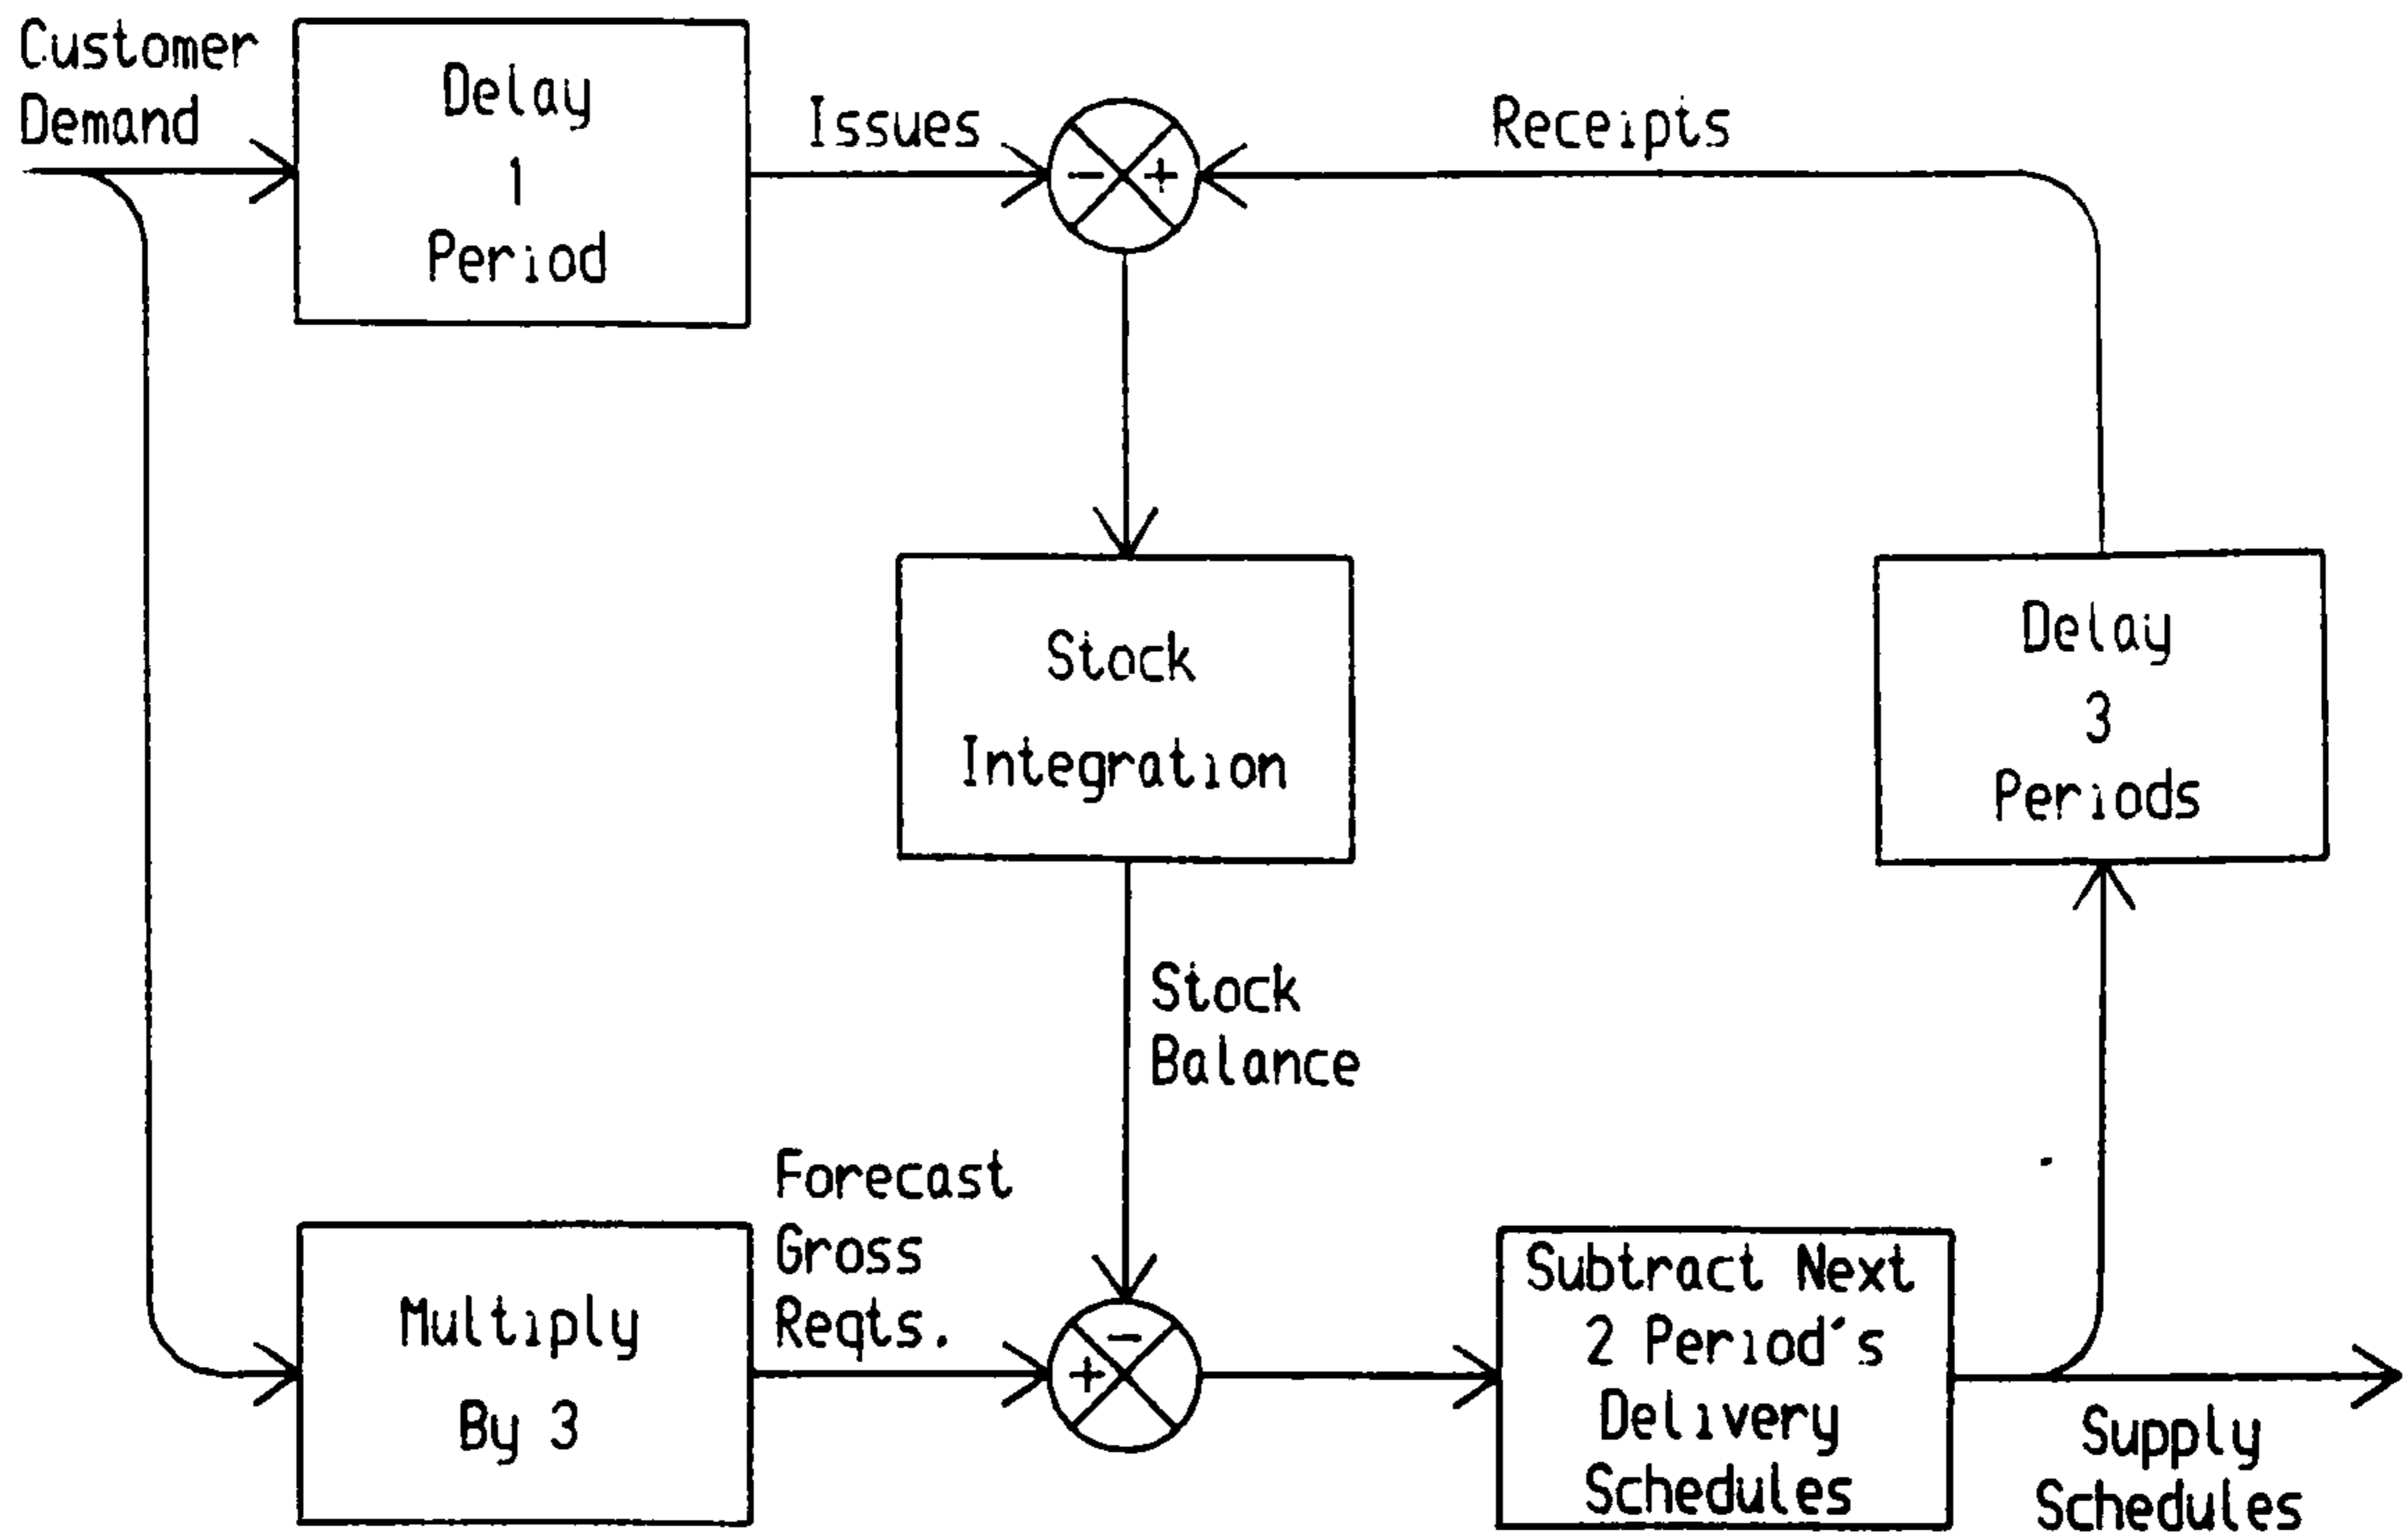 Customer
Demand
Delay
1
Period
Issues
- +
Receipts
Stock
Integration
Delay
3
Periods
Stock
Balance
Forecast
Gross
Reqts.
Multiply
By 3
-
+
Subtract Next
2 Period's
Delivery
Schedules
Supply
Schedules